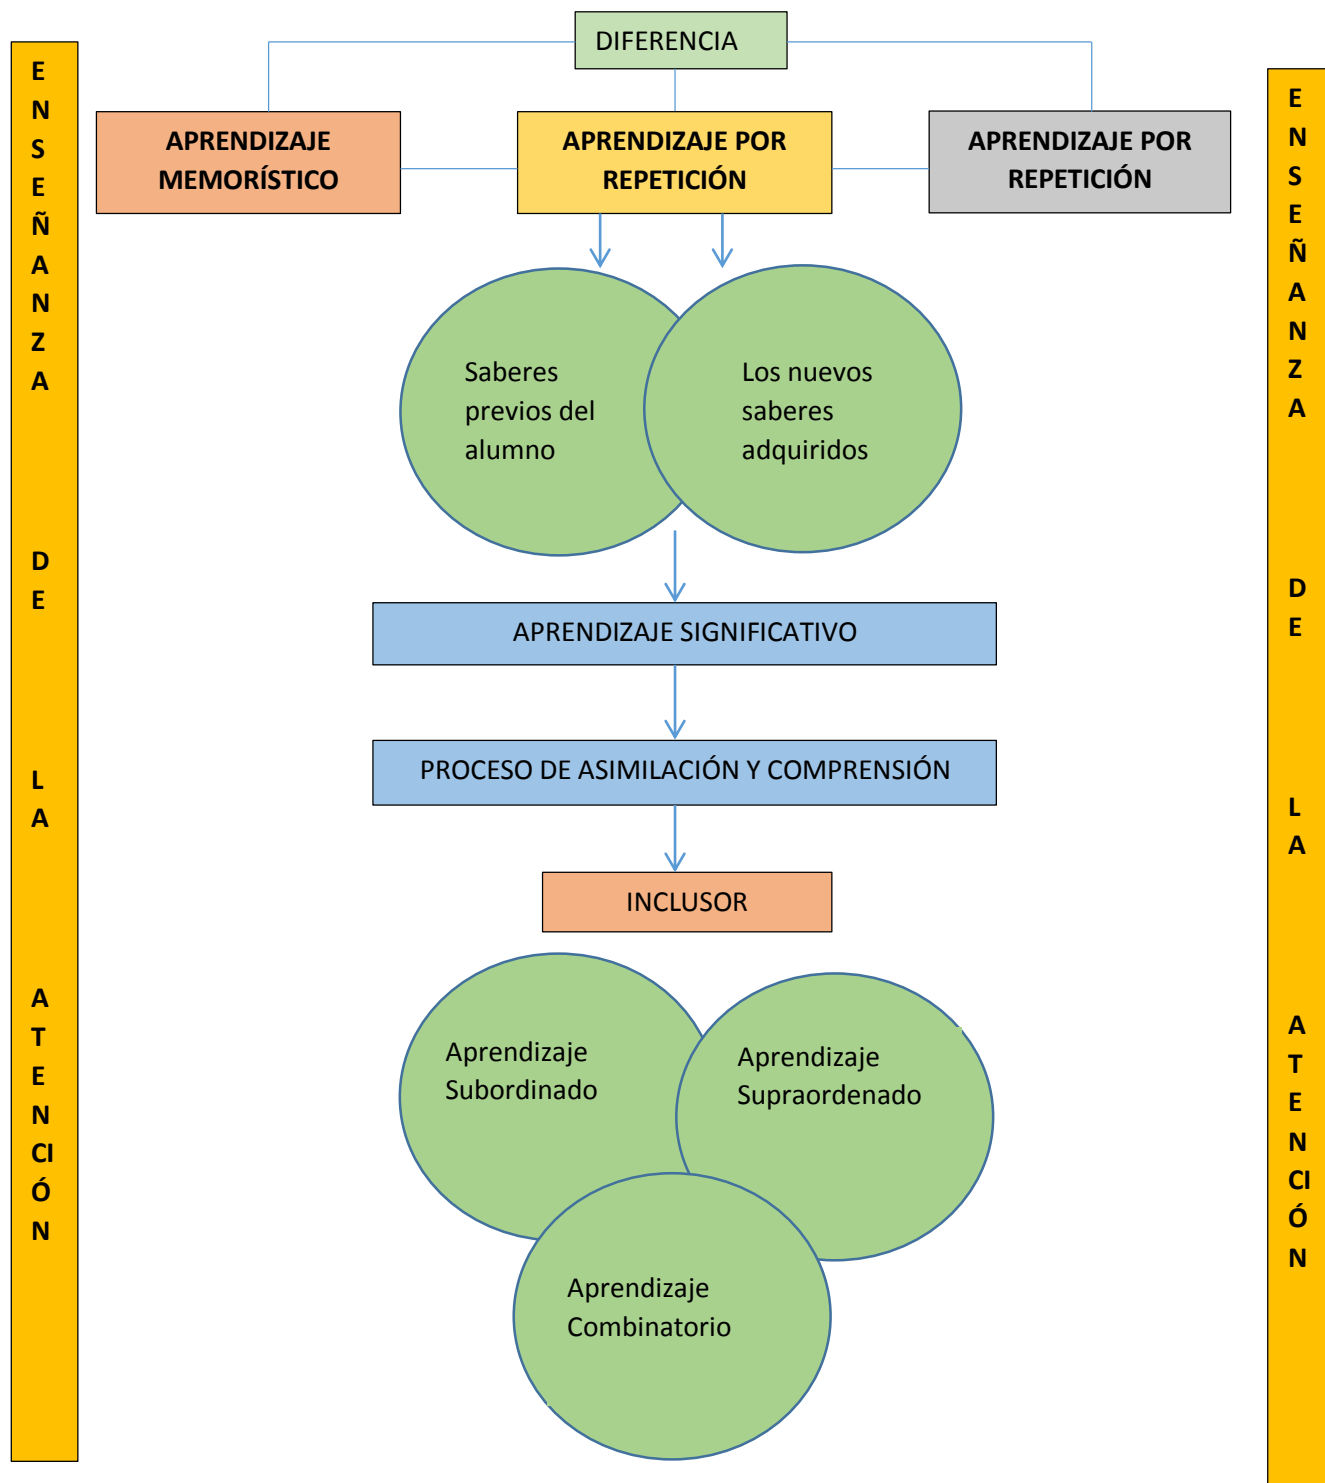 DIFERENCIA
APRENDIZAJE
MEMORÍSTICO
APRENDIZAJE POR
REPETICIÓN
APRENDIZAJE POR
REPETICIÓN
Saberes
previos del
alumno
Los nuevos
saberes
adquiridos
APRENDIZAJE SIGNIFICATIVO
PROCESO DE ASIMILACIÓN Y COMPRENSIÓN
INCLUSOR
Aprendizaje
Subordinado
Aprendizaje
Supraordenado
Aprendizaje
Combinatorio
E
N
S
E
Ñ
A
N
Z
A
D
E
L
A
A
T
E
N
CI
Ó
N
E
N
S
E
Ñ
A
N
Z
A
D
E
L
A
A
T
E
N
CI
Ó
N